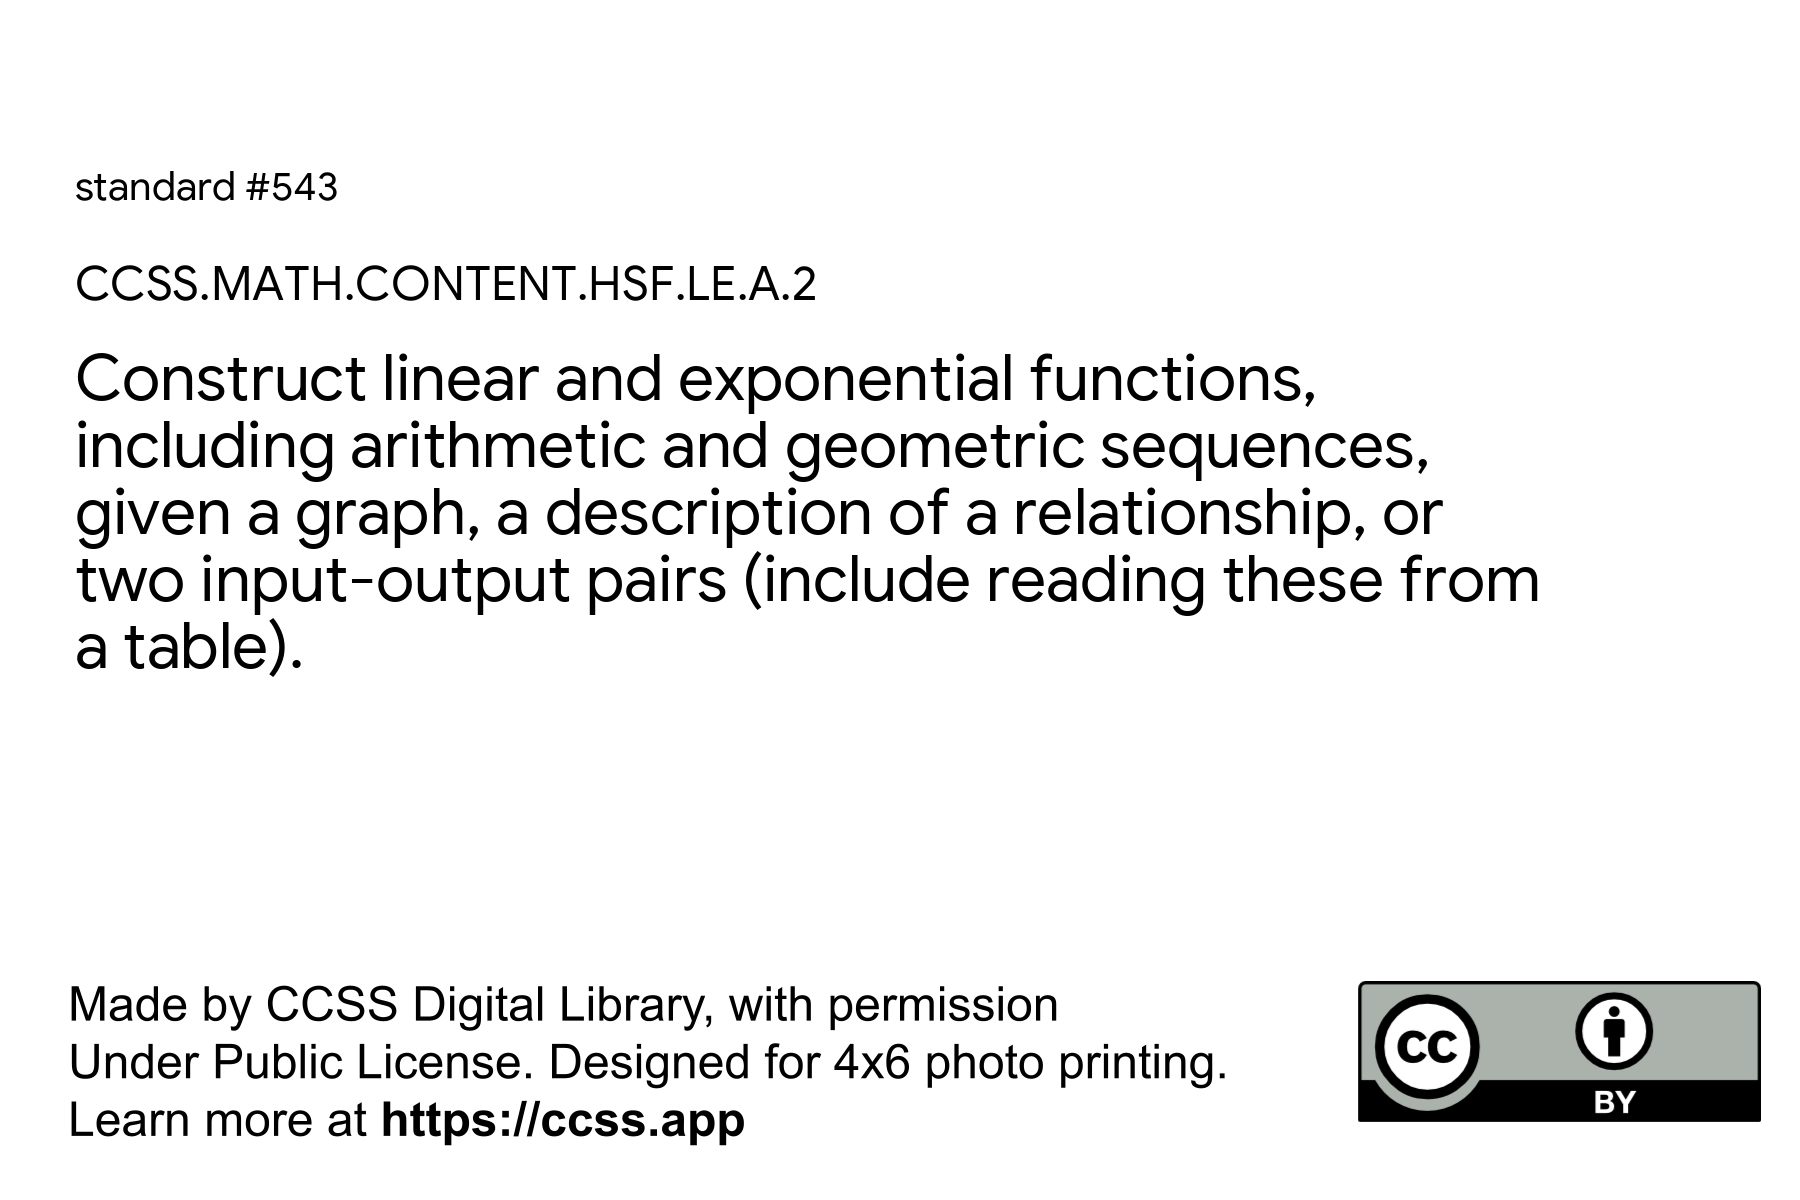 standard #543
CCSS.MATH.CONTENT.HSF.LE.A.2
Construct linear and exponential functions,
including arithmetic and geometric sequences,
given a graph, a description of a relationship, or
two input-output pairs (include reading these from
a table).
Made by CCSS Digital Library, with permission
Under Public License. Designed for 4x6 photo printing.
Learn more at https://ccss.app
cc
BY